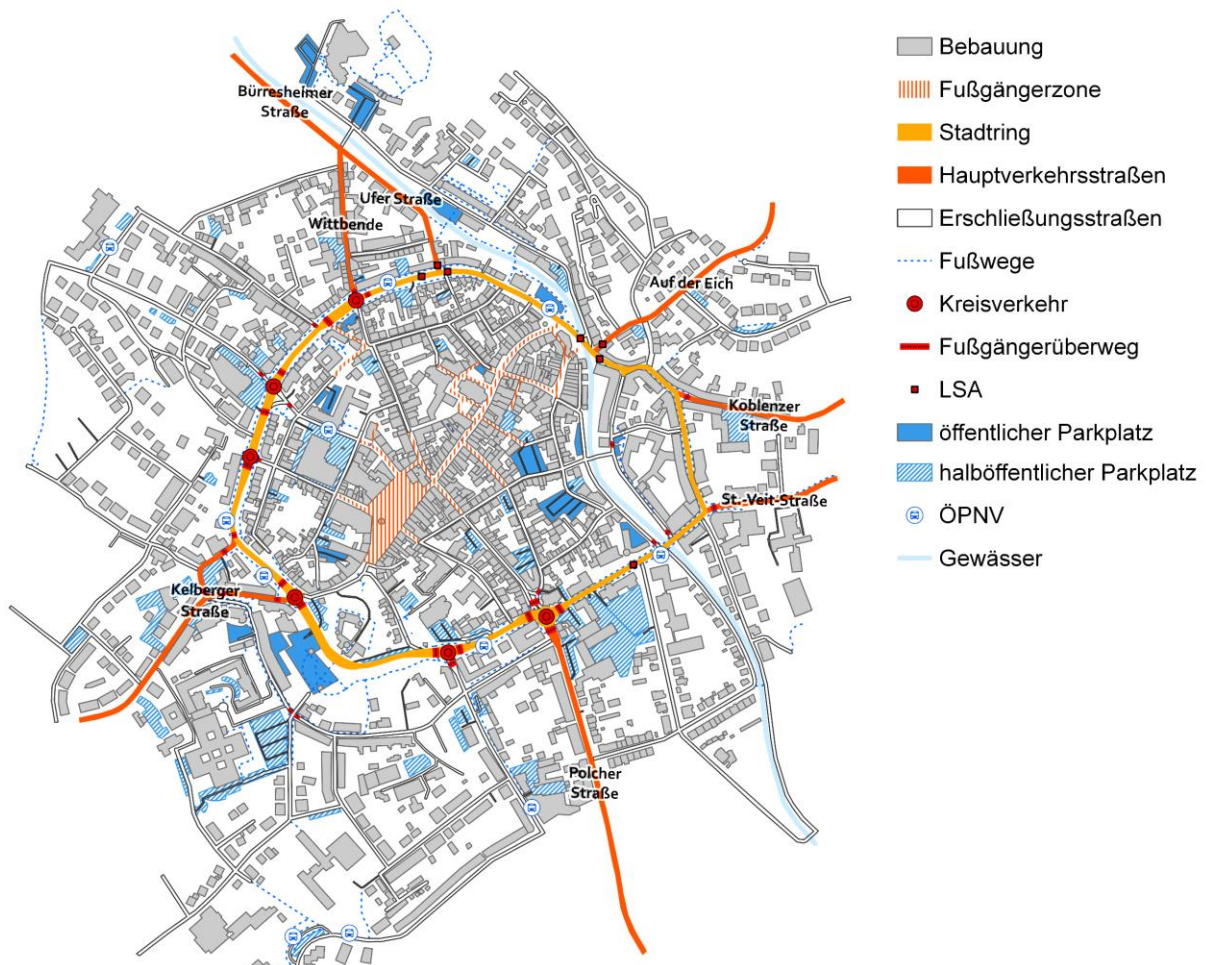 Bürresheimer
Straße
Ufer Straße
Wittbende
Auf der Eich
Koblenzer
Straße
St.-Veit-Straße
Kelberger
Straße
Polcher
Straße
Bebauung
Fußgängerzone
Stadtring
Hauptverkehrsstraßen
Erschließungsstraßen
Fußwege
Kreisverkehr
Fußgängerüberweg
LSA
öffentlicher Parkplatz
halböffentlicher Parkplatz
ÖPNV
Gewässer